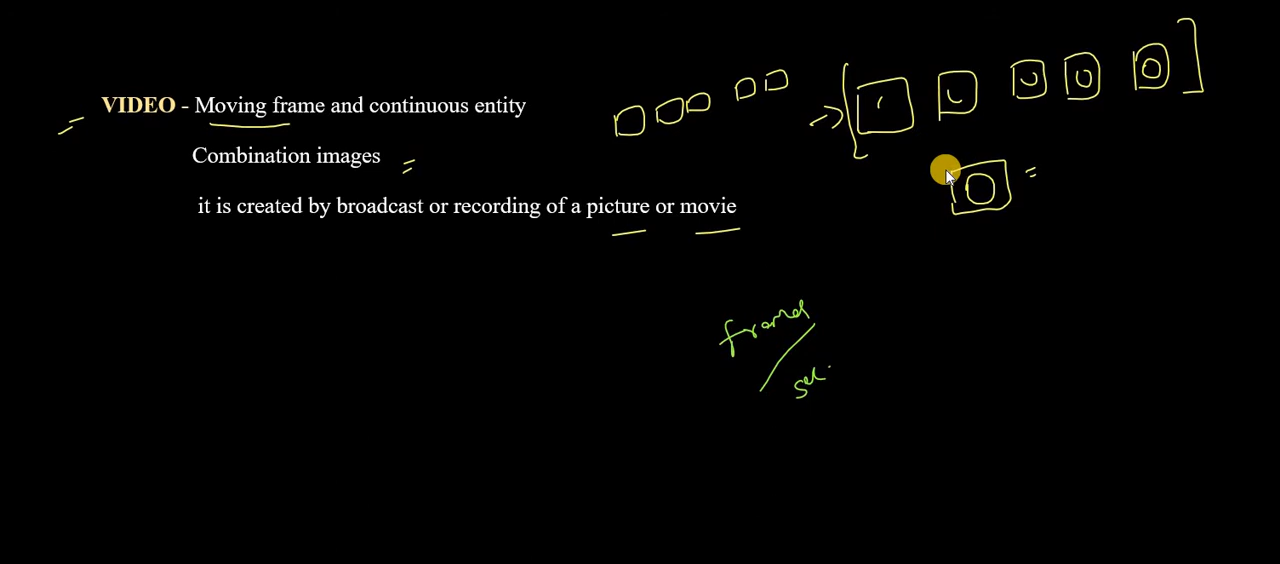 VIDEO - Moving frame and continuous entity
Combination images
it is created by broadcast or recording of a picture or movie
frame/
sec.